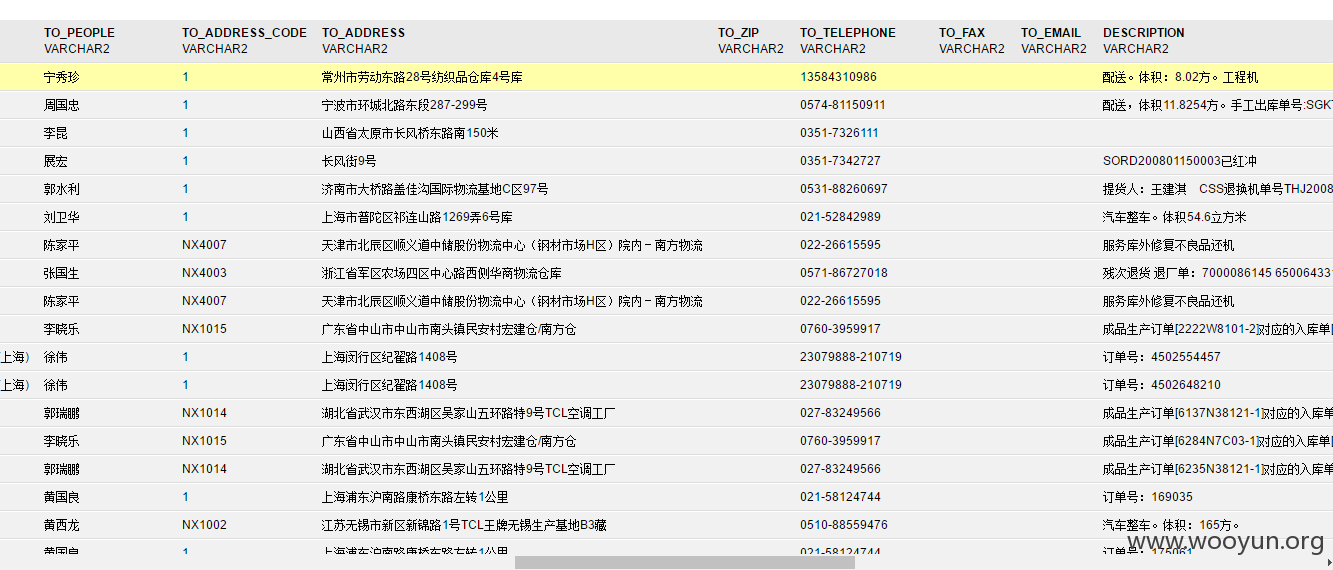 TO_PEOPLE TO_ADDRESS_CODE TO_ADDRESS TO_ZIP TO_TELEPHONE TO_FAX TO_EMAIL DESCRIPTION
VARCHAR2 VARCHAR2 VARCHAR2 VARCHAR2 VARCHAR2 VARCHAR2 VARCHAR2 VARCHAR2
宁秀珍 1 常州市劳动东路28号纺织品仓库4号库 13584310986 配送。体积：8.02方。工程机
周国忠 1 宁波市环城北路东段287-299号 0574-81150911 配送，体积11.8254方。手工出库单号:SGK
李昆 1 山西省太原市长风桥东路南150米 0351-7326111
展宏 1 长风街9号 0351-7342727 SORD200801150003已红冲
郭水利 1 济南市大桥路盖佳沟国际物流基地C区97号 0531-88260697 提货人：王建淇 CSS退换机单号THJ2008
刘卫华 1 上海市普陀区祁连山路1269弄6号库 021-52842989 汽车整车。体积54.6立方米
陈家平 NX4007 天津市北辰区顺义道中储股份物流中心（钢材市场H区）院内－南方物流 022-26615595 服务库外修复不良品还机
张国生 NX4003 浙江省军区农场四区中心路西侧华商物流仓库 0571-86727018 残次退货 退厂单：7000086145 65006433
陈家平 NX4007 天津市北辰区顺义道中储股份物流中心（钢材市场H区）院内－南方物流 022-26615595 服务库外修复不良品还机
李晓乐 NX1015 广东省中山市中山市南头镇民安村宏建仓/南方仓 0760-3959917 成品生产订单[2222W8101-2]对应的入库单
上海） 徐伟 1 上海闵行区纪翟路1408号 23079888-210719 订单号：4502554457
上海） 徐伟 1 上海闵行区纪翟路1408号 23079888-210719 订单号：4502648210
郭瑞鹏 NX1014 湖北省武汉市东西湖区吴家山五环路特9号TCL空调工厂 027-83249566 成品生产订单[6137N38121-1]对应的入库单
李晓乐 NX1015 广东省中山市中山市南头镇民安村宏建仓/南方仓 0760-3959917 成品生产订单[6284N7C03-1]对应的入库单
郭瑞鹏 NX1014 湖北省武汉市东西湖区吴家山五环路特9号TCL空调工厂 027-83249566 成品生产订单[6235N38121-1]对应的入库单
黄国良 1 上海浦东沪南路康桥东路左转1公里 021-58124744 订单号：169035
黄西龙 NX1002 江苏无锡市新区新锦路1号TCL王牌无锡生产基地B3藏 0510-88559476 汽车整车。体积：165方。
黄国良 1 上海浦东沪南路康桥东路左转1公里 021-58124744 订单号：175061
www.wooyun.org